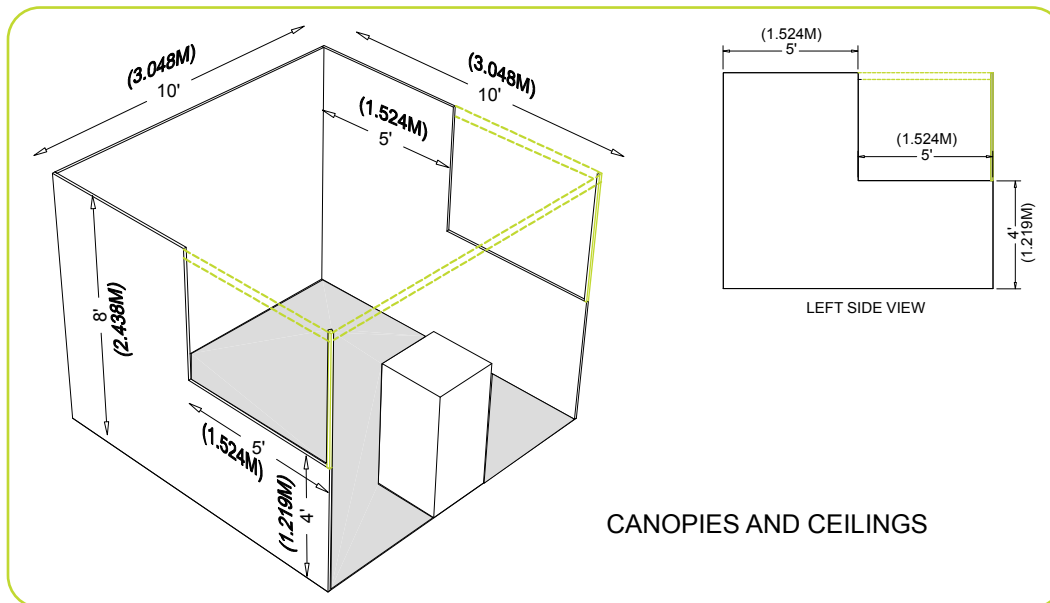 (3.048M)
10'
(3.048M)
10'
(1.524M)
5'
8'
(2.438M)
5'
(1.524M)
4'
(1.219M)
(1.524M)
5'
(1.524M)
5'
4'
(1.219M)
LEFT SIDE VIEW
CANOPIES AND CEILINGS